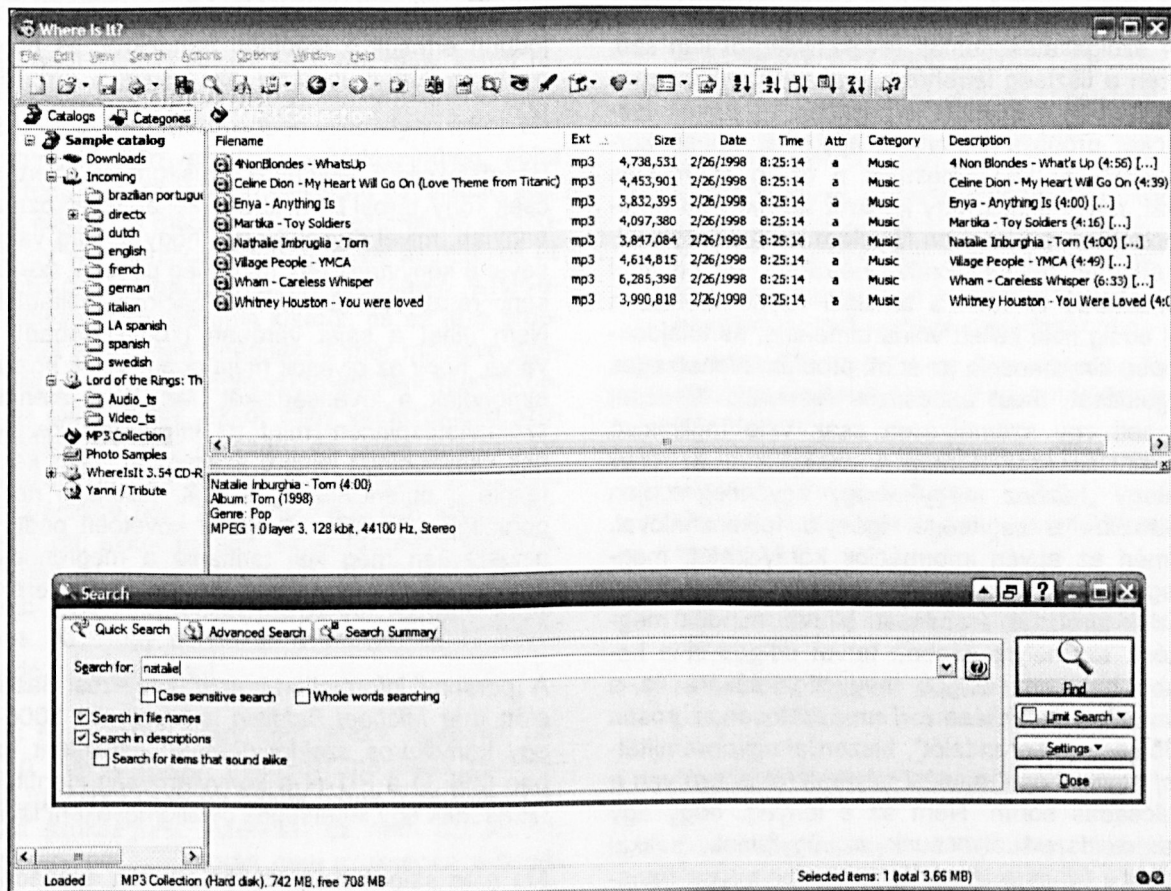 Where Is It?
File Edit View Search Actions Options Window Help
Catalogs Categories
Sample catalog
Downloads
Incoming
brazilian portugue
directx
dutch
english
french
german
italian
LA spanish
spanish
swedish
Lord of the Rings: Th
Audio_ts
Video_ts
MP3 Collection
Photo Samples
WhereIsIt 3.54 CD-R
Yanni / Tribute
Filename Ext Size Date Time Attr Category Description
4NonBlondes - WhatsUp mp3 4,738,531 2/26/1998 8:25:14 a Music 4 Non Blondes - What's Up (4:56) [...]
Celine Dion - My Heart Will Go On (Love Theme from Titanic) mp3 4,453,901 2/26/1998 8:25:14 a Music Celine Dion - My Heart Will Go On (4:39)
Enya - Anything Is mp3 3,832,395 2/26/1998 8:25:14 a Music Enya - Anything Is (4:00) [...]
Martika - Toy Soldiers mp3 4,097,380 2/26/1998 8:25:14 a Music Martika - Toy Soldiers (4:16) [...]
Nathalie Imbruglia - Torn mp3 3,847,084 2/26/1998 8:25:14 a Music Natalie Inburghia - Torn (4:00) [...]
Village People - YMCA mp3 4,614,815 2/26/1998 8:25:14 a Music Village People - YMCA (4:49) [...]
Wham - Careless Whisper mp3 6,285,398 2/26/1998 8:25:14 a Music Wham - Careless Whisper (6:33) [...]
Whitney Houston - You were loved mp3 3,990,818 2/26/1998 8:25:14 a Music Whitney Houston - You Were Loved (4:0
Natalie Inburghia - Torn (4:00)
Album: Torn (1998)
Genre: Pop
MPEG 1.0 layer 3, 128 kbit, 44100 Hz, Stereo
Search
Quick Search Advanced Search Search Summary
Search for: natalie
Case sensitive search Whole words matching
Search in file names
Search in descriptions
Search for items that sound alike
Find
Limit Search
Settings
Close
Loaded MP3 Collection (Hard disk), 742 MB, free 708 MB Selected items: 1 (total 3.66 MB)